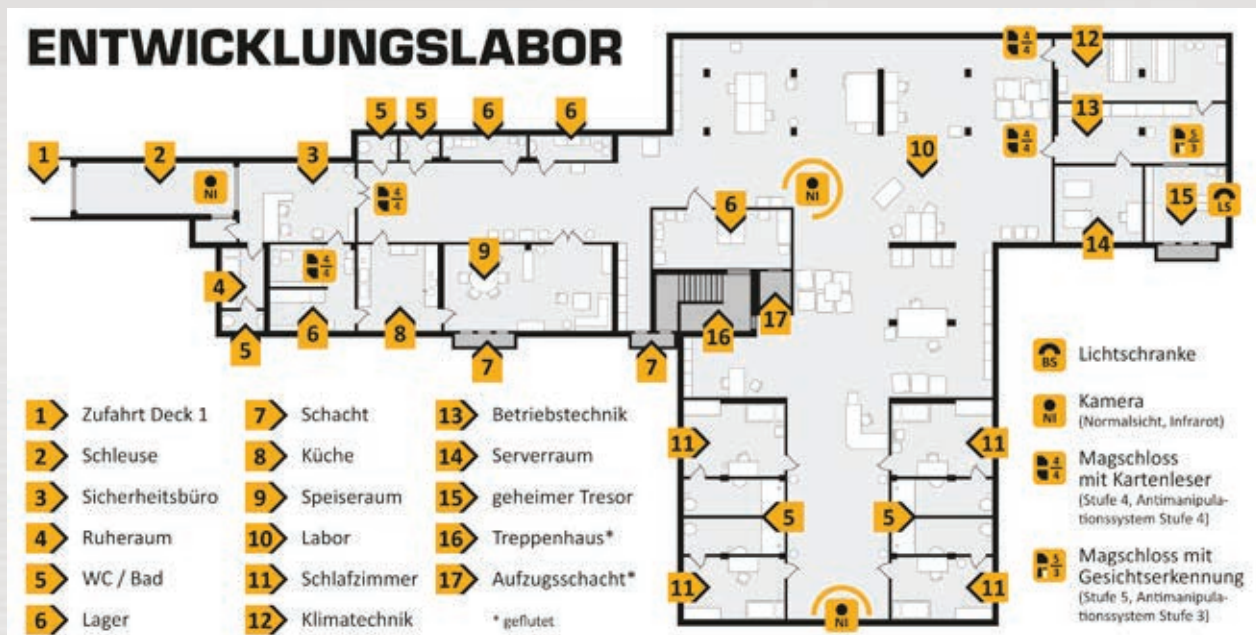 ENTWICKLUNGSLABOR
1
2
3
5
5
6
6
NI
4
4
6
NI
10
4
4
12
4
4
13
5
3
15
LS
14
4
4
4
5
6
8
9
7
7
16
17
11
11
5
5
11
11
NI
1 Zufahrt Deck 1
2 Schleuse
3 Sicherheitsbüro
4 Ruheraum
5 WC / Bad
6 Lager
7 Schacht
8 Küche
9 Speiseraum
10 Labor
11 Schlafzimmer
12 Klimatechnik
13 Betriebstechnik
14 Serverraum
15 geheimer Tresor
16 Treppenhaus*
17 Aufzugsschacht*
* geflutet
BS Lichtschranke
NI Kamera
(Normalsicht, Infrarot)
4
4
Magschloss
mit Kartenleser
(Stufe 4, Antimanipula-
tionssystem Stufe 4)
5
3
Magschloss mit
Gesichtserkennung
(Stufe 5, Antimanipula-
tionssystem Stufe 3)